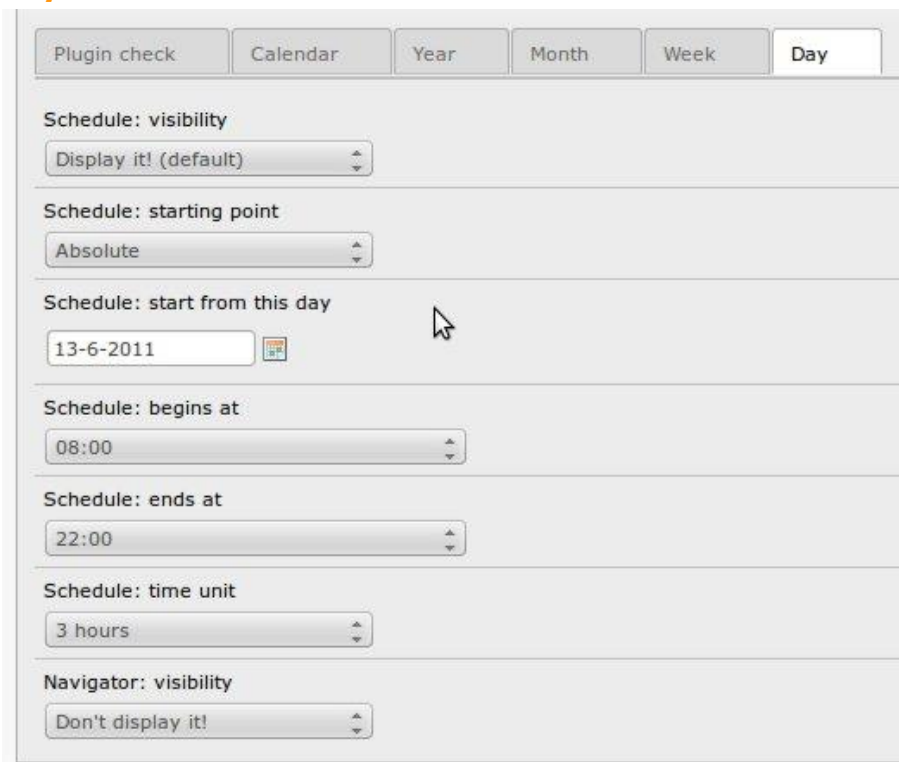 Plugin check Calendar Year Month Week Day
Schedule: visibility
Display it! (default)
Schedule: starting point
Absolute
Schedule: start from this day
13-6-2011
Schedule: begins at
08:00
Schedule: ends at
22:00
Schedule: time unit
3 hours
Navigator: visibility
Don't display it!